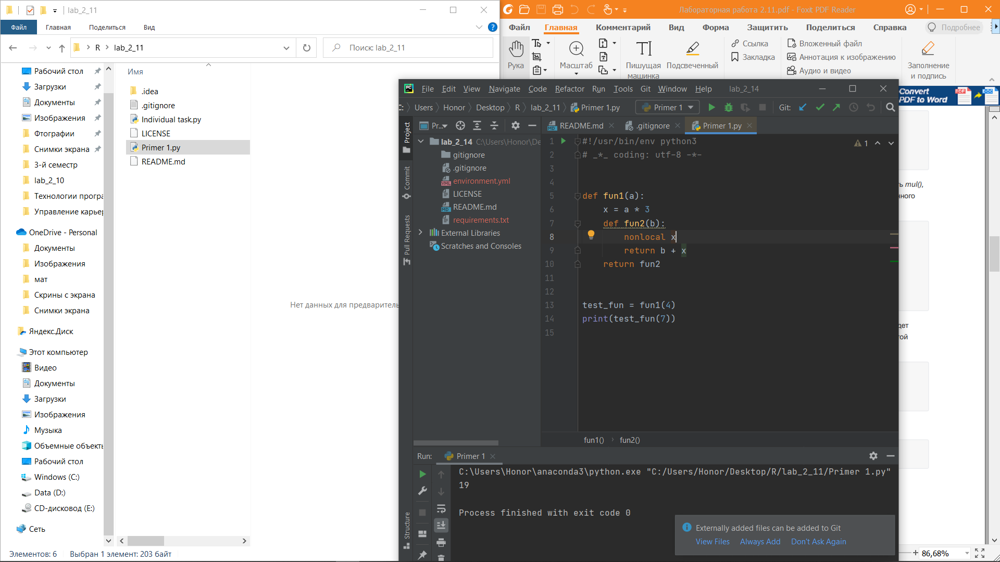 lab_2_11
Файл
Главная
Поделиться
Вид
R
lab_2_11
Поиск: lab_2_11
Рабочий стол
Загрузки
Документы
Изображения
Фотографии
Снимки экрана
3-й семестр
lab_2_10
Технологии програ
Управление карьер
OneDrive - Personal
Документы
Изображения
мат
Скрины с экрана
Снимки экрана
Яндекс.Диск
Этот компьютер
Видео
Документы
Загрузки
Изображения
Музыка
Объемные объекты
Рабочий стол
Windows (C:)
Data (D:)
CD-дисковод (E:)
Сеть
Имя
.idea
.gitignore
Individual task.py
LICENSE
Primer 1.py
README.md
Нет данных для предваритель
Элементов: 6
Выбран 1 элемент: 203 байт
Лабораторная работа 2.11.pdf - Foxit PDF Reader
Файл
Главная
Комментарий
Вид
Форма
Защитить
Поделиться
Справка
Подробнее
Рука
Масштаб
Пишущая
машинка
Подсвеченный
Ссылка
Закладка
Вложенный файл
Аннотация к изображению
Аудио и видео
Заполнение
и подпись
Convert
PDF to Word
PDF
DOC
ть mul(),
нного
дет
той
86,68%
PC
File Edit View Navigate Code Refactor Run Tools Git Window Help
lab_2_14
C: Users Honor Desktop R lab_2_11 Primer 1.py
Primer 1
Git:
Project
Commit
Pull Requests
Structure
Pr...
README.md
.gitignore
Primer 1.py
lab_2_14 C:\Users\Honor\De
gitignore
.gitignore
environment.yml
LICENSE
README.md
requirements.txt
External Libraries
Scratches and Consoles
1
1 #!/usr/bin/env python3
2 # _*_ coding: utf-8 -*-
3
4
5 def fun1(a):
6 x = a * 3
7 def fun2(b):
8 nonlocal x
9 return b + x
10 return fun2
11
12
13 test_fun = fun1(4)
14 print(test_fun(7))
15
fun1()
fun2()
Run:
Primer 1
C:\Users\Honor\anaconda3\python.exe "C:/Users/Honor/Desktop/R/lab_2_11/Primer 1.py"
19
Process finished with exit code 0
Externally added files can be added to Git
View Files
Always Add
Don't Ask Again